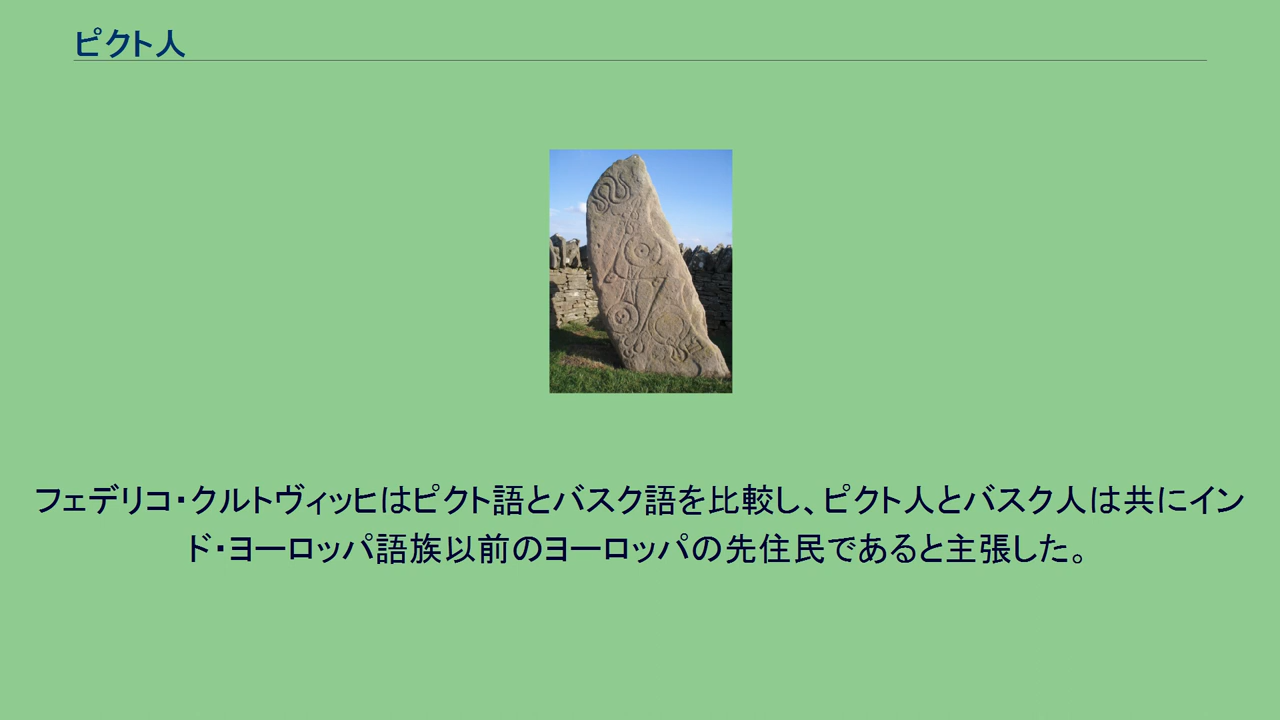 ピクト人
フェデリコ・クルトヴィッヒはピクト語とバスク語を比較し、ピクト人とバスク人は共にイン
ド・ヨーロッパ語族以前のヨーロッパの先住民であると主張した。